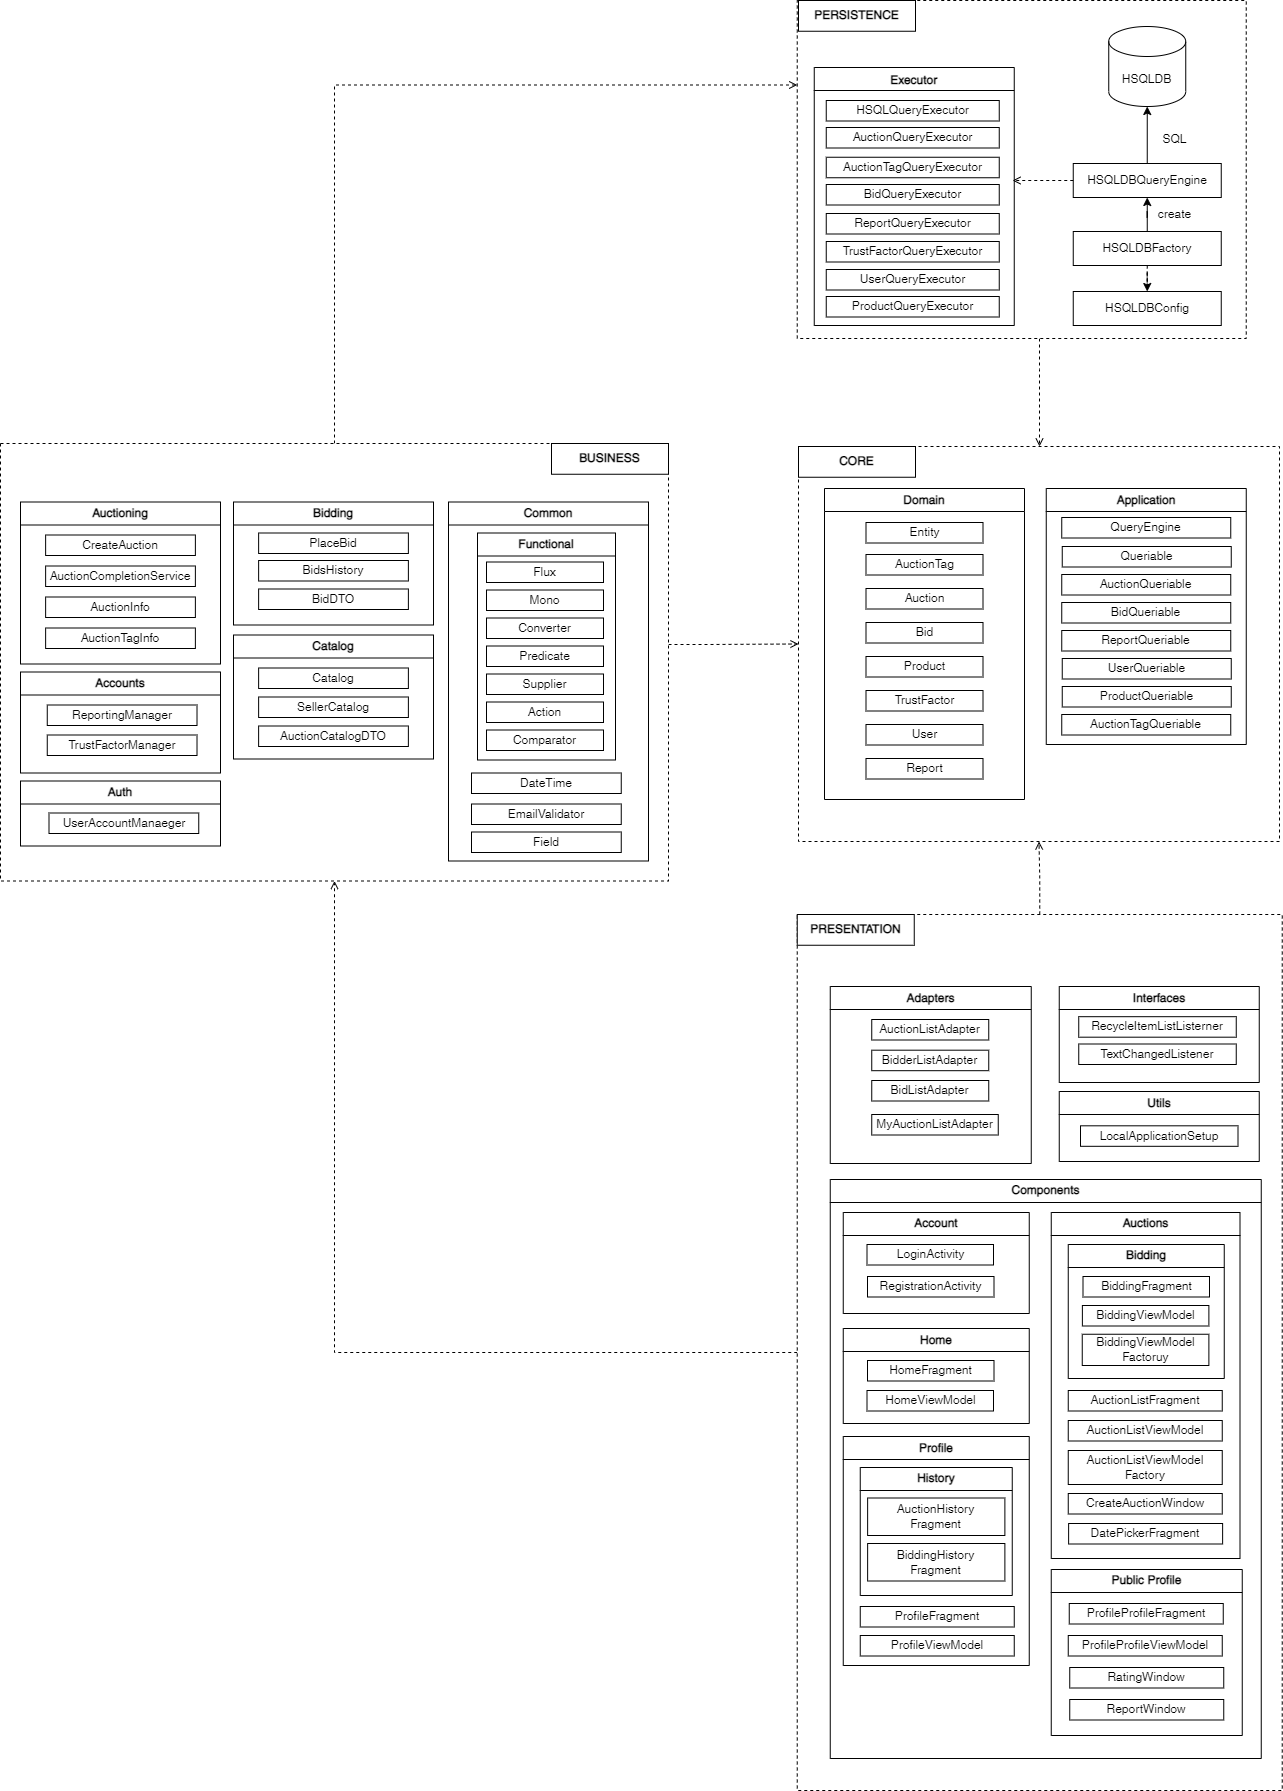 PERSISTENCE
Executor
HSQLQueryExecutor
AuctionQueryExecutor
AuctionTagQueryExecutor
BidQueryExecutor
ReportQueryExecutor
TrustFactorQueryExecutor
UserQueryExecutor
ProductQueryExecutor
HSQLDB
SQL
HSQLDBQueryEngine
create
HSQLDBFactory
HSQLDBConfig
BUSINESS
Auctioning
CreateAuction
AuctionCompletionService
AuctionInfo
AuctionTagInfo
Accounts
ReportingManager
TrustFactorManager
Auth
UserAccountManaeger
Bidding
PlaceBid
BidsHistory
BidDTO
Catalog
Catalog
SellerCatalog
AuctionCatalogDTO
Common
Functional
Flux
Mono
Converter
Predicate
Supplier
Action
Comparator
DateTime
EmailValidator
Field
CORE
Domain
Entity
AuctionTag
Auction
Bid
Product
TrustFactor
User
Report
Application
QueryEngine
Queriable
AuctionQueriable
BidQueriable
ReportQueriable
UserQueriable
ProductQueriable
AuctionTagQueriable
PRESENTATION
Adapters
AuctionListAdapter
BidderListAdapter
BidListAdapter
MyAuctionListAdapter
Interfaces
RecycleItemListListerner
TextChangedListener
Utils
LocalApplicationSetup
Components
Account
LoginActivity
RegistrationActivity
Home
HomeFragment
HomeViewModel
Profile
History
AuctionHistory
Fragment
BiddingHistory
Fragment
ProfileFragment
ProfileViewModel
Auctions
Bidding
BiddingFragment
BiddingViewModel
BiddingViewModel
Factoruy
AuctionListFragment
AuctionListViewModel
AuctionListViewModel
Factory
CreateAuctionWindow
DatePickerFragment
Public Profile
ProfileProfileFragment
ProfileProfileViewModel
RatingWindow
ReportWindow